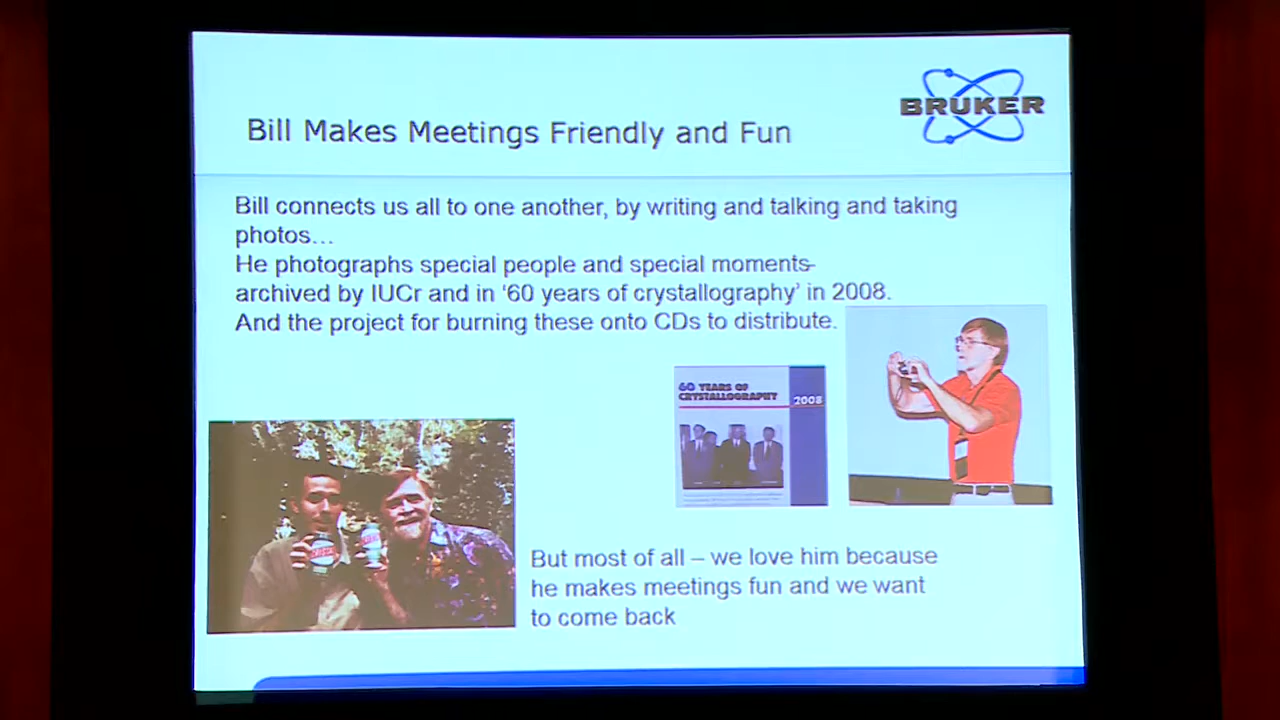 BRUKER
Bill Makes Meetings Friendly and Fun
Bill connects us all to one another, by writing and talking and taking
photos…
He photographs special people and special moments-
archived by IUCr and in ‘60 years of crystallography’ in 2008.
And the project for burning these onto CDs to distribute.
60 YEARS OF
CRYSTALLOGRAPHY
2008
But most of all – we love him because
he makes meetings fun and we want
to come back